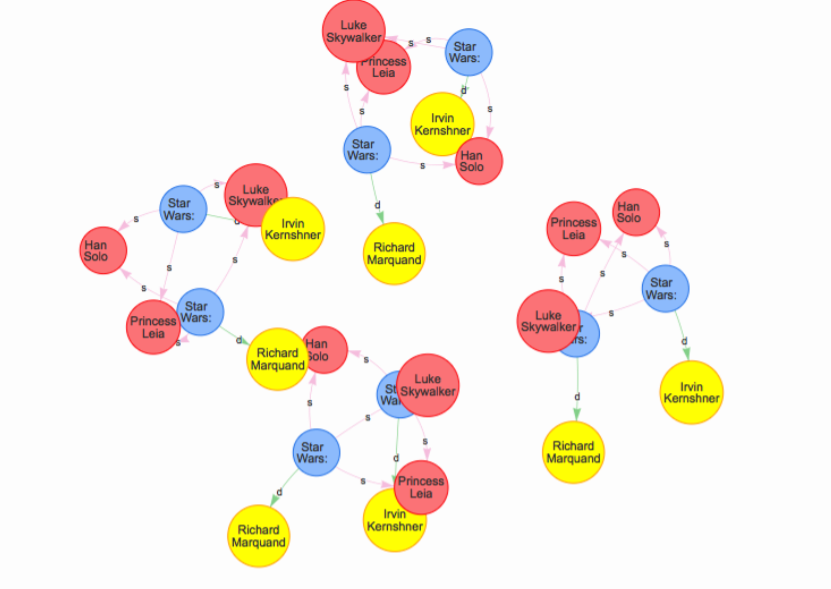 Luke
Skywalker
s
s
Star
Wars:
Princess
Leia
s
s
d
s
Irvin
Kernshner
Star
Wars:
s
Han
Solo
d
Richard
Marquand
s
Luke
Skywalker
Star
Wars:
s
Irvin
Kernshner
Han
Solo
s
s
s
Princess
Leia
Star
Wars:
s
d
Richard
Marquand
Han
Solo
s
Luke
Skywalker
s
s
s
Star
Wars:
d
s
Princess
Leia
d
Irvin
Kernshner
Richard
Marquand
Princess
Leia
Han
Solo
s
s
s
s
Star
Wars:
Luke
Skywalker
s
rs:
d
Irvin
Kernshner
d
Richard
Marquand